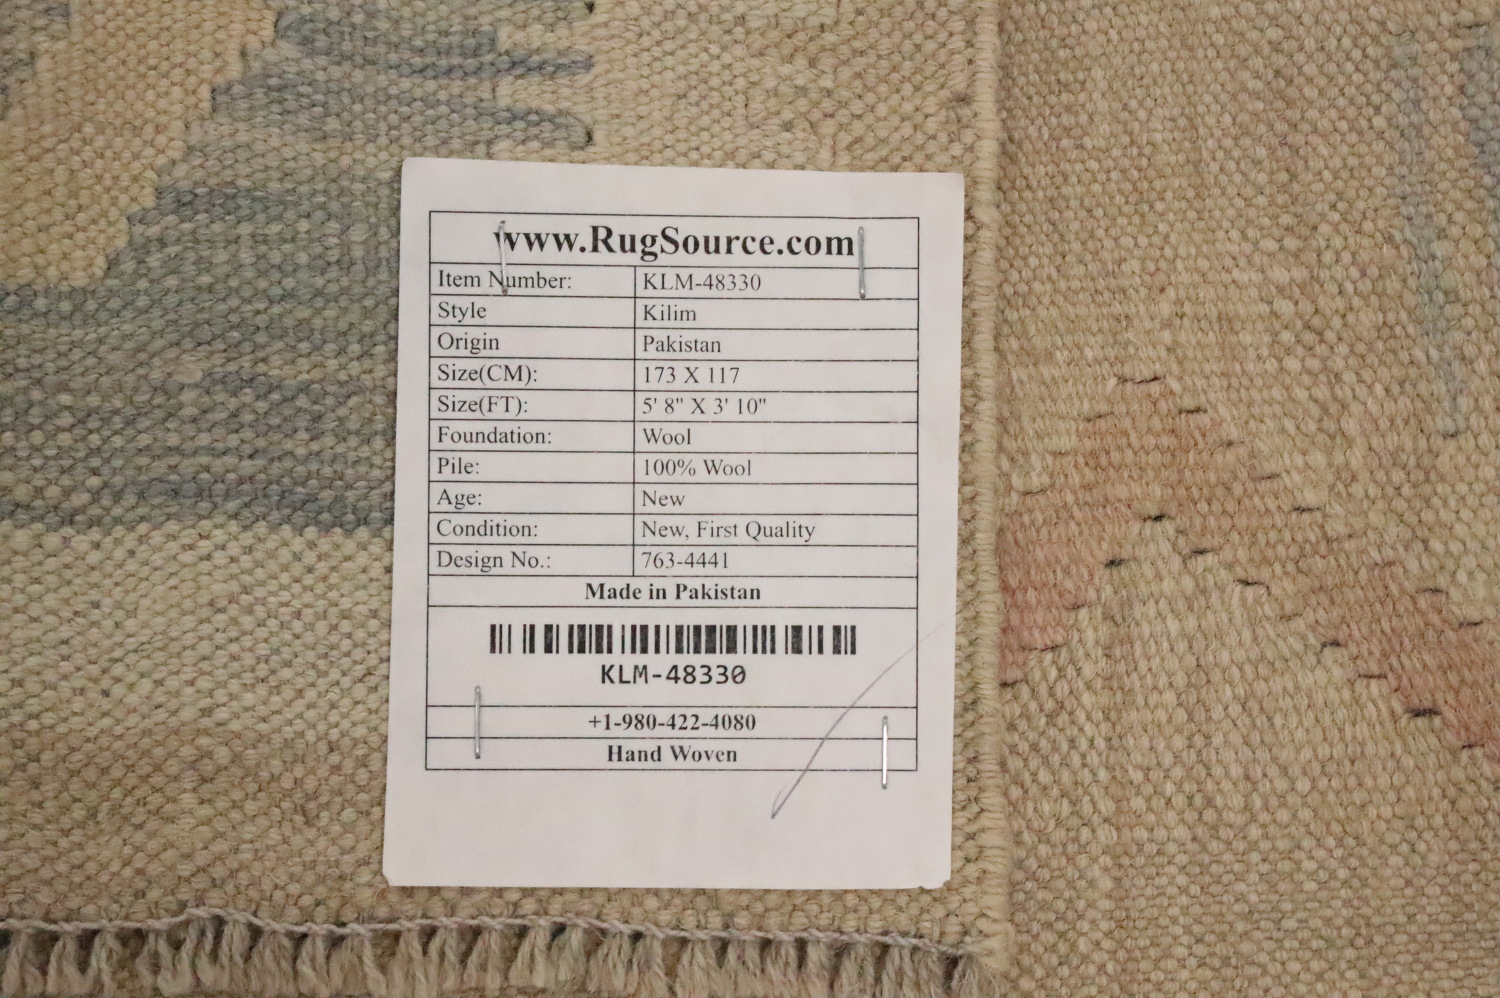 www.RugSource.com
Item Number: KLM-48330
Style Kilim
Origin Pakistan
Size(CM): 173 X 117
Size(FT): 5' 8" X 3' 10"
Foundation: Wool
Pile: 100% Wool
Age: New
Condition: New, First Quality
Design No.: 763-4441
Made in Pakistan
KLM-48330
+1-980-422-4080
Hand Woven